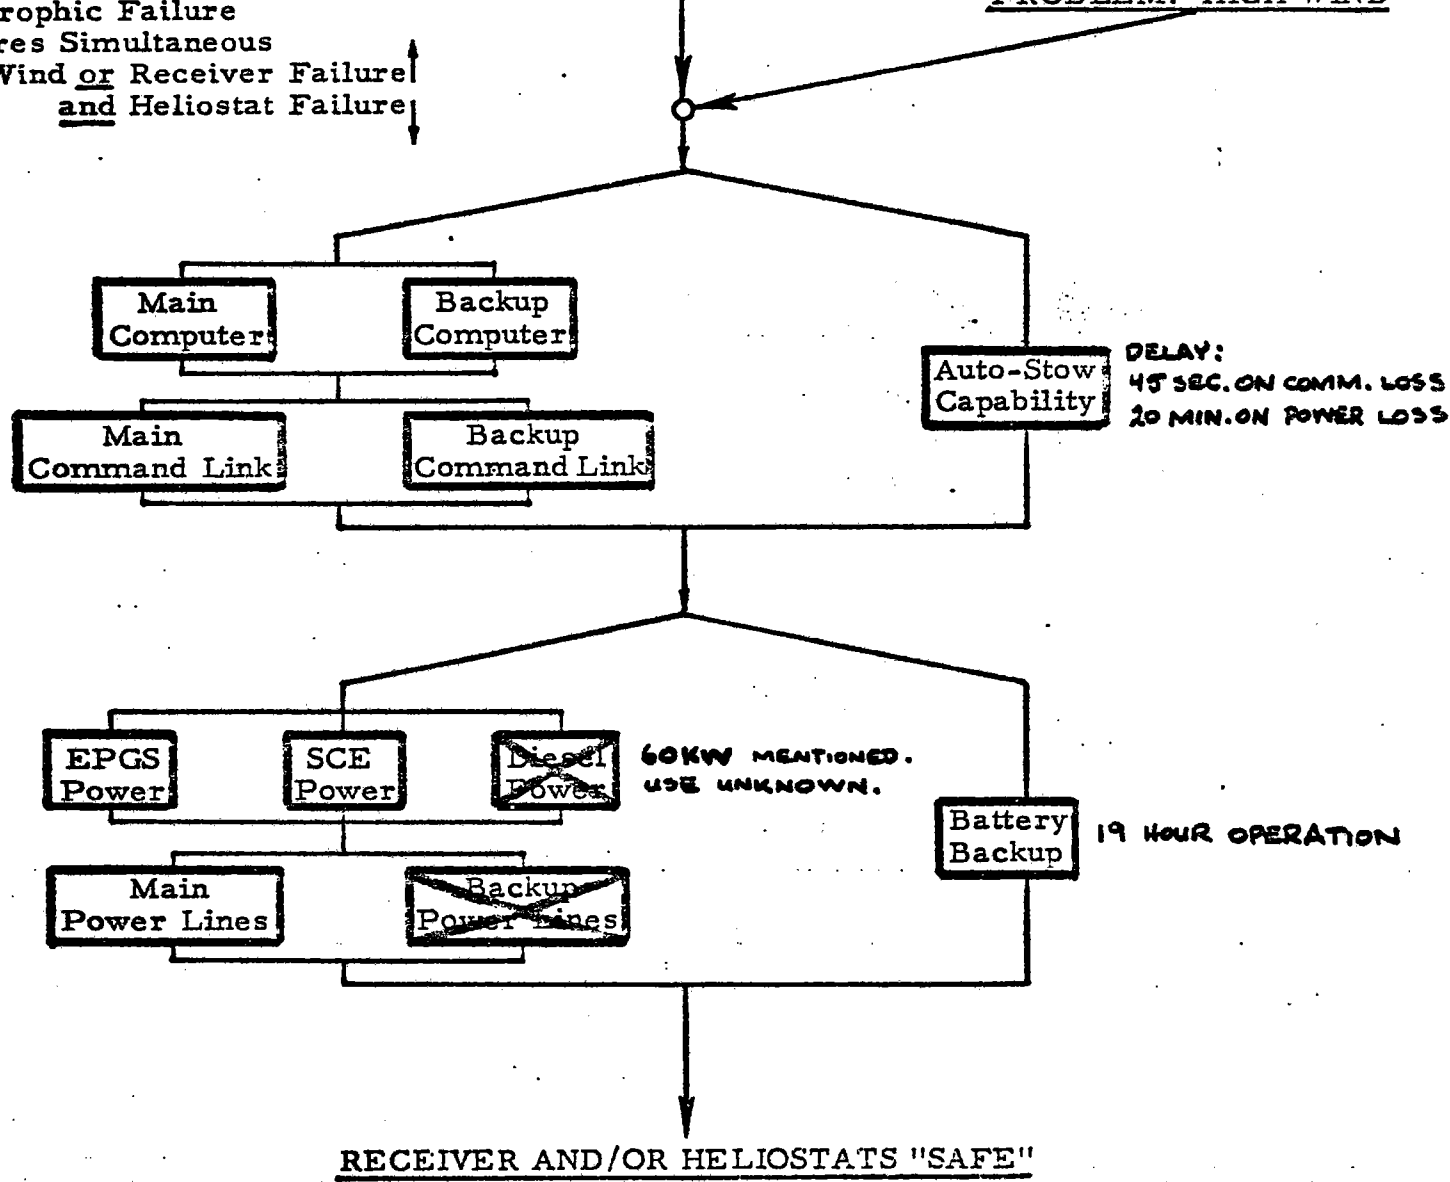 rophic Failure
PROBLEM: HIGH WIND
res Simultaneous
Wind or Receiver Failure
and Heliostat Failure
Main
Computer
Backup
Computer
Auto-Stow
Capability
DELAY:
45 SEC. ON COMM. LOSS
20 MIN. ON POWER LOSS
Main
Command Link
Backup
Command Link
EPGS
Power
SCE
Power
Diesel
Power
60KW MENTIONED.
USE UNKNOWN.
Battery
Backup
19 HOUR OPERATION
Main
Power Lines
Backup
Power Lines
RECEIVER AND/OR HELIOSTATS "SAFE"